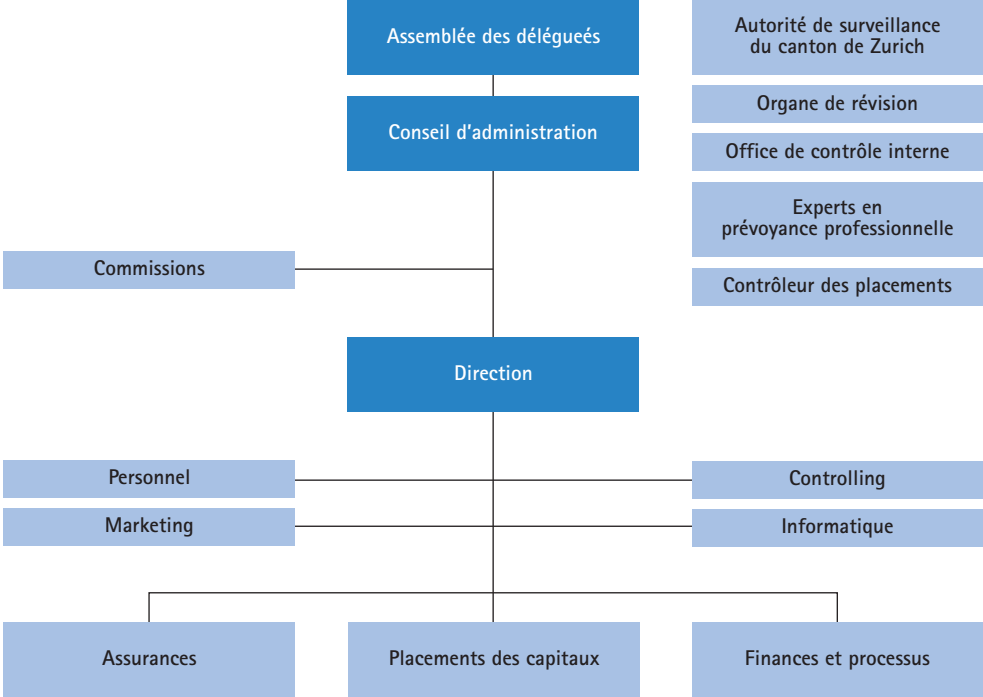 Assemblée des délégueés
Autorité de surveillance
du canton de Zurich
Organe de révision
Conseil d'administration
Office de contrôle interne
Experts en
prévoyance professionnelle
Commissions
Contrôleur des placements
Direction
Personnel
Controlling
Marketing
Informatique
Assurances
Placements des capitaux
Finances et processus